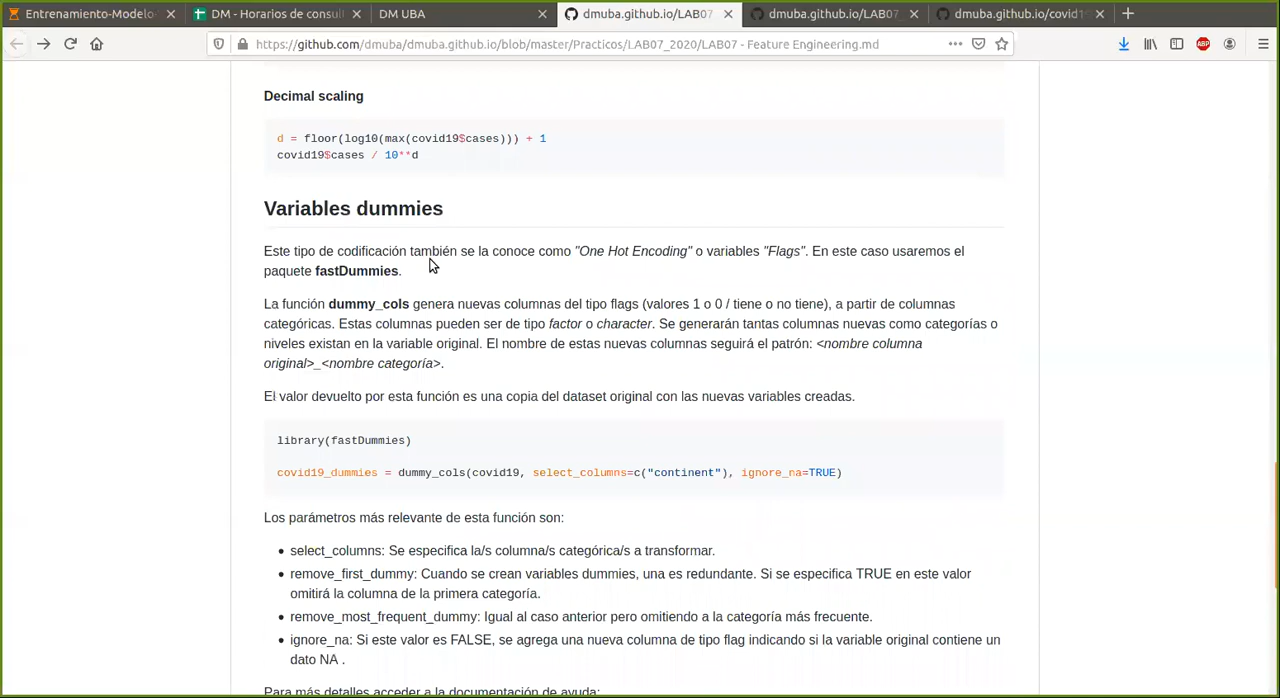 Entrenamiento-Modelo-
DM - Horarios de consul
DM UBA
dmuba.github.io/LAB07
dmuba.github.io/LAB07
dmuba.github.io/covid1
https://github.com/dmuba/dmuba.github.io/blob/master/Practicos/LAB07_2020/LAB07 - Feature Engineering.md
ABP
Decimal scaling
d = floor(log10(max(covid19$cases))) + 1
covid19$cases / 10**d
Variables dummies
Este tipo de codificación también se la conoce como "One Hot Encoding" o variables "Flags". En este caso usaremos el
paquete fastDummies.
La función dummy_cols genera nuevas columnas del tipo flags (valores 1 o 0 / tiene o no tiene), a partir de columnas
categóricas. Estas columnas pueden ser de tipo factor o character. Se generarán tantas columnas nuevas como categorías o
niveles existan en la variable original. El nombre de estas nuevas columnas seguirá el patrón: <nombre columna
original>_<nombre categoría>.
El valor devuelto por esta función es una copia del dataset original con las nuevas variables creadas.
library(fastDummies)
covid19_dummies = dummy_cols(covid19, select_columns=c("continent"), ignore_na=TRUE)
Los parámetros más relevante de esta función son:
• select_columns: Se especifica la/s columna/s categórica/s a transformar.
• remove_first_dummy: Cuando se crean variables dummies, una es redundante. Si se especifica TRUE en este valor
omitirá la columna de la primera categoría.
• remove_most_frequent_dummy: Igual al caso anterior pero omitiendo a la categoría más frecuente.
• ignore_na: Si este valor es FALSE, se agrega una nueva columna de tipo flag indicando si la variable original contiene un
dato NA .
Para más detalles acceder a la documentación de ayuda: